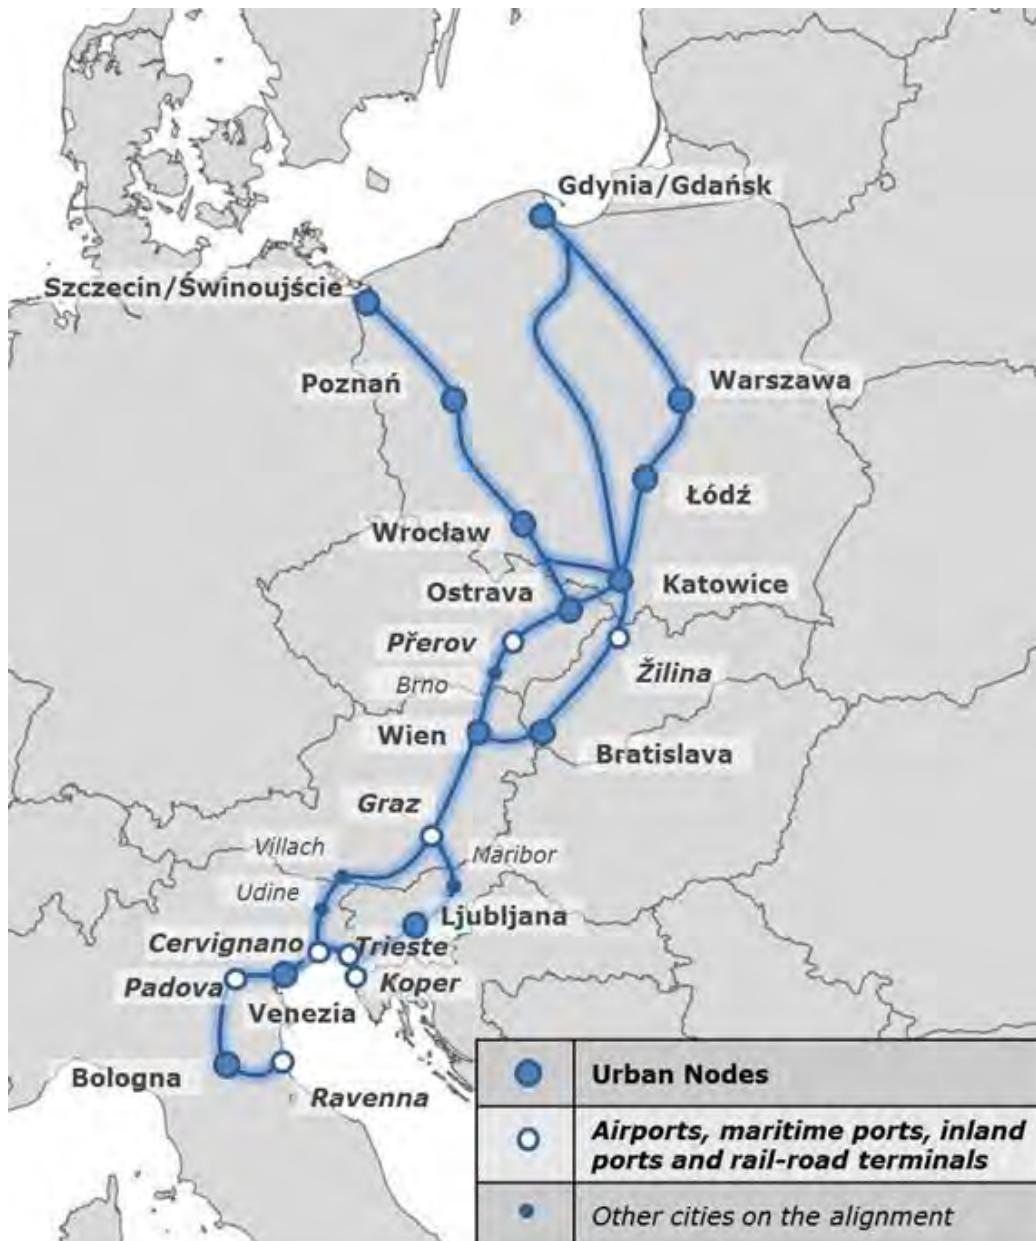 Gdynia/Gdańsk
Szczecin/Świnoujście
Poznań
Warszawa
Łódź
Wrocław
Katowice
Ostrava
Přerov
Žilina
Brno
Wien
Bratislava
Graz
Villach
Maribor
Udine
Ljubljana
Cervignano
Trieste
Padova
Koper
Venezia
Bologna
Ravenna
Urban Nodes
Airports, maritime ports, inland
ports and rail-road terminals
Other cities on the alignment